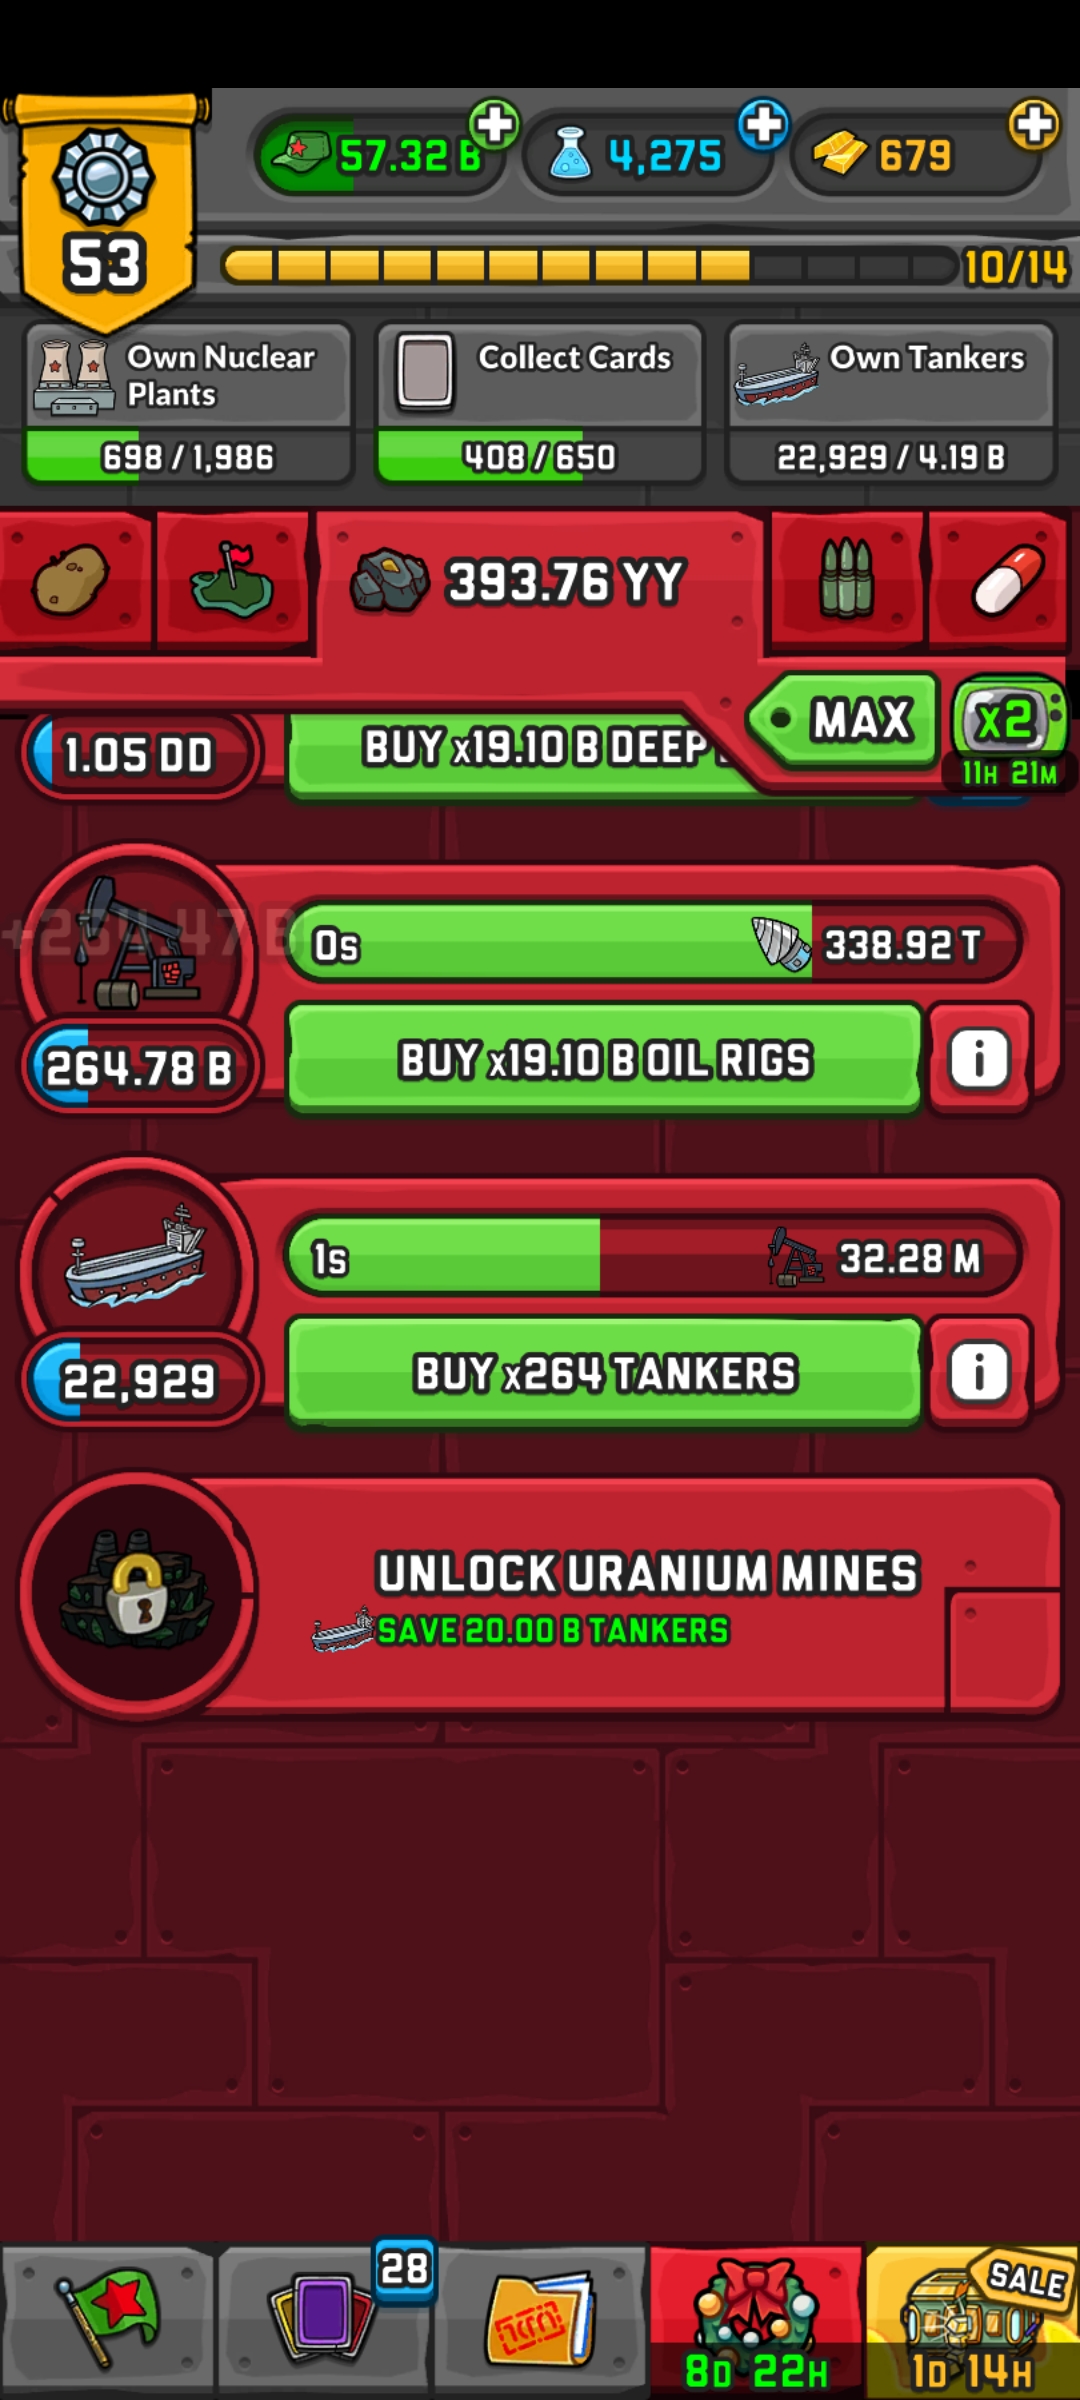 57.32 B
4,275
679
53
10/14
Own Nuclear
Plants
698 / 1,986
Collect Cards
408 / 650
Own Tankers
22,929 / 4.19 B
393.76 YY
MAX
x2
11H 21M
1.05 DD
BUY x19.10 B DEEP
+264.47 B
0s
338.92 T
264.78 B
BUY x19.10 B OIL RIGS
i
1s
32.28 M
22,929
BUY x264 TANKERS
i
UNLOCK URANIUM MINES
SAVE 20.00 B TANKERS
28
SALE
8D 22H
1D 14H